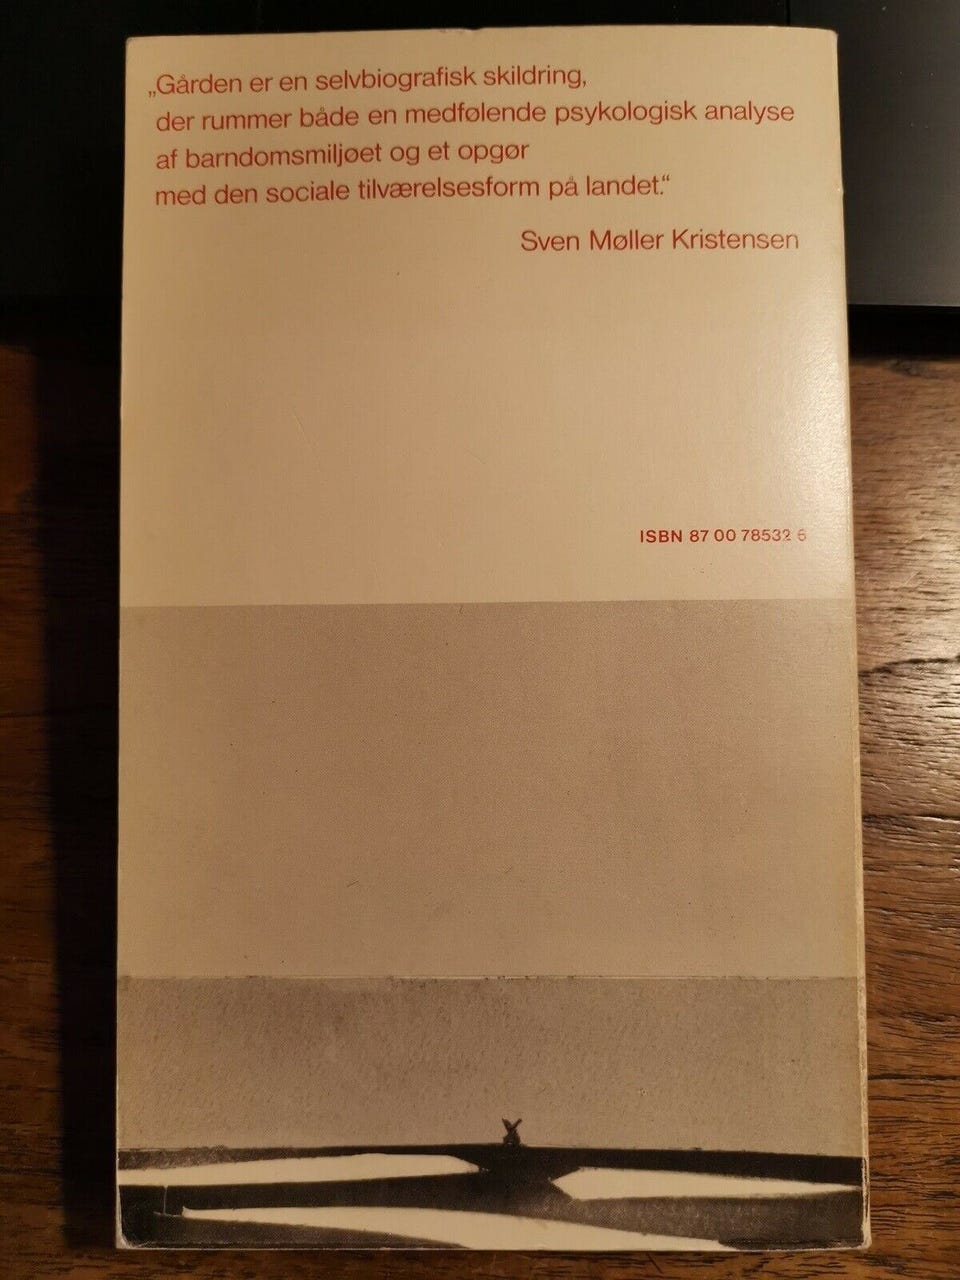 „Gården er en selvbiografisk skildring,
der rummer både en medfølende psykologisk analyse
af barndomsmiljøet og et opgør
med den sociale tilværelsesform på landet.“
Sven Møller Kristensen
ISBN 87 00 78532 6